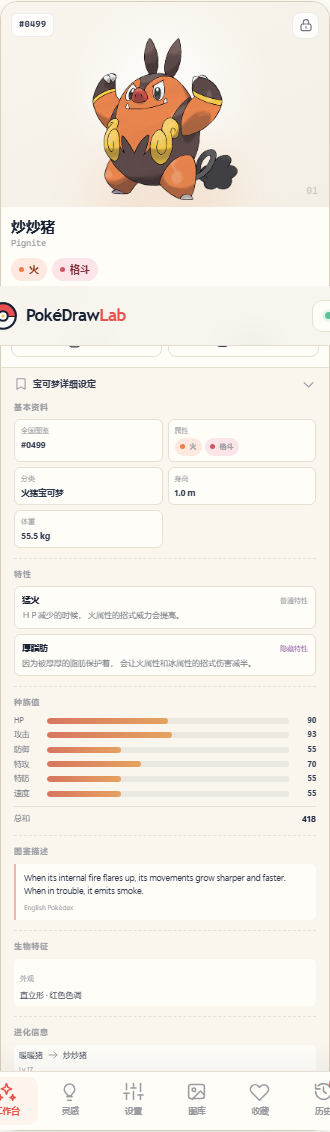 #0499
01
炒炒猪
Pignite
火
格斗
PokéDrawLab
宝可梦详细设定
基本资料
全国图鉴
#0499
属性
火
格斗
分类
火猪宝可梦
身高
1.0 m
体重
55.5 kg
特性
猛火
普通特性
ＨＰ减少的时候， 火属性的招式威力会提高。
厚脂肪
隐藏特性
因为被厚厚的脂肪保护着， 会让火属性和冰属性的招式伤害减半。
种族值
HP 90
攻击 93
防御 55
特攻 70
特防 55
速度 55
总和 418
图鉴描述
When its internal fire flares up, its movements grow sharper and faster.
When in trouble, it emits smoke.
English Pokédex
生物特征
外观
直立形 · 红色色调
进化信息
暖暖猪 → 炒炒猪
Lv.17
工作台
灵感
设置
图库
收藏
历史